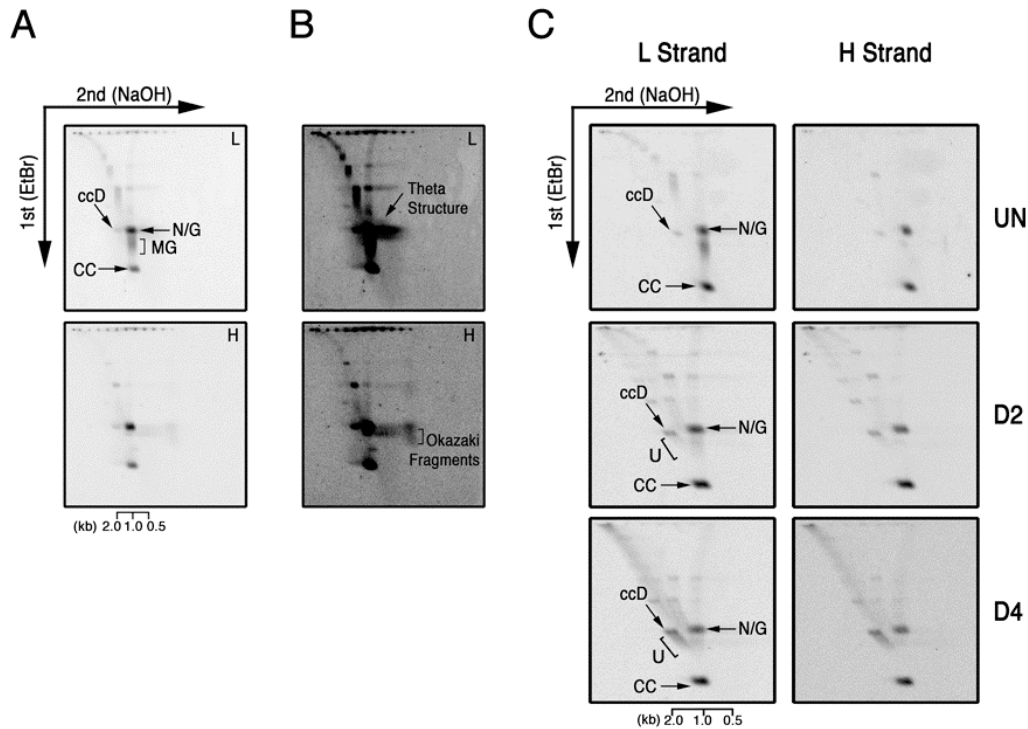 A
B
C
L Strand
H Strand
2nd (NaOH)
2nd (NaOH)
1st (EtBr)
L
ccD
N/G
MG
CC
H
(kb) 2.0 1.0 0.5
L
Theta
Structure
H
Okazaki
Fragments
1st (EtBr)
ccD
N/G
CC
UN
ccD
N/G
U
CC
D2
ccD
N/G
U
CC
D4
(kb) 2.0 1.0 0.5